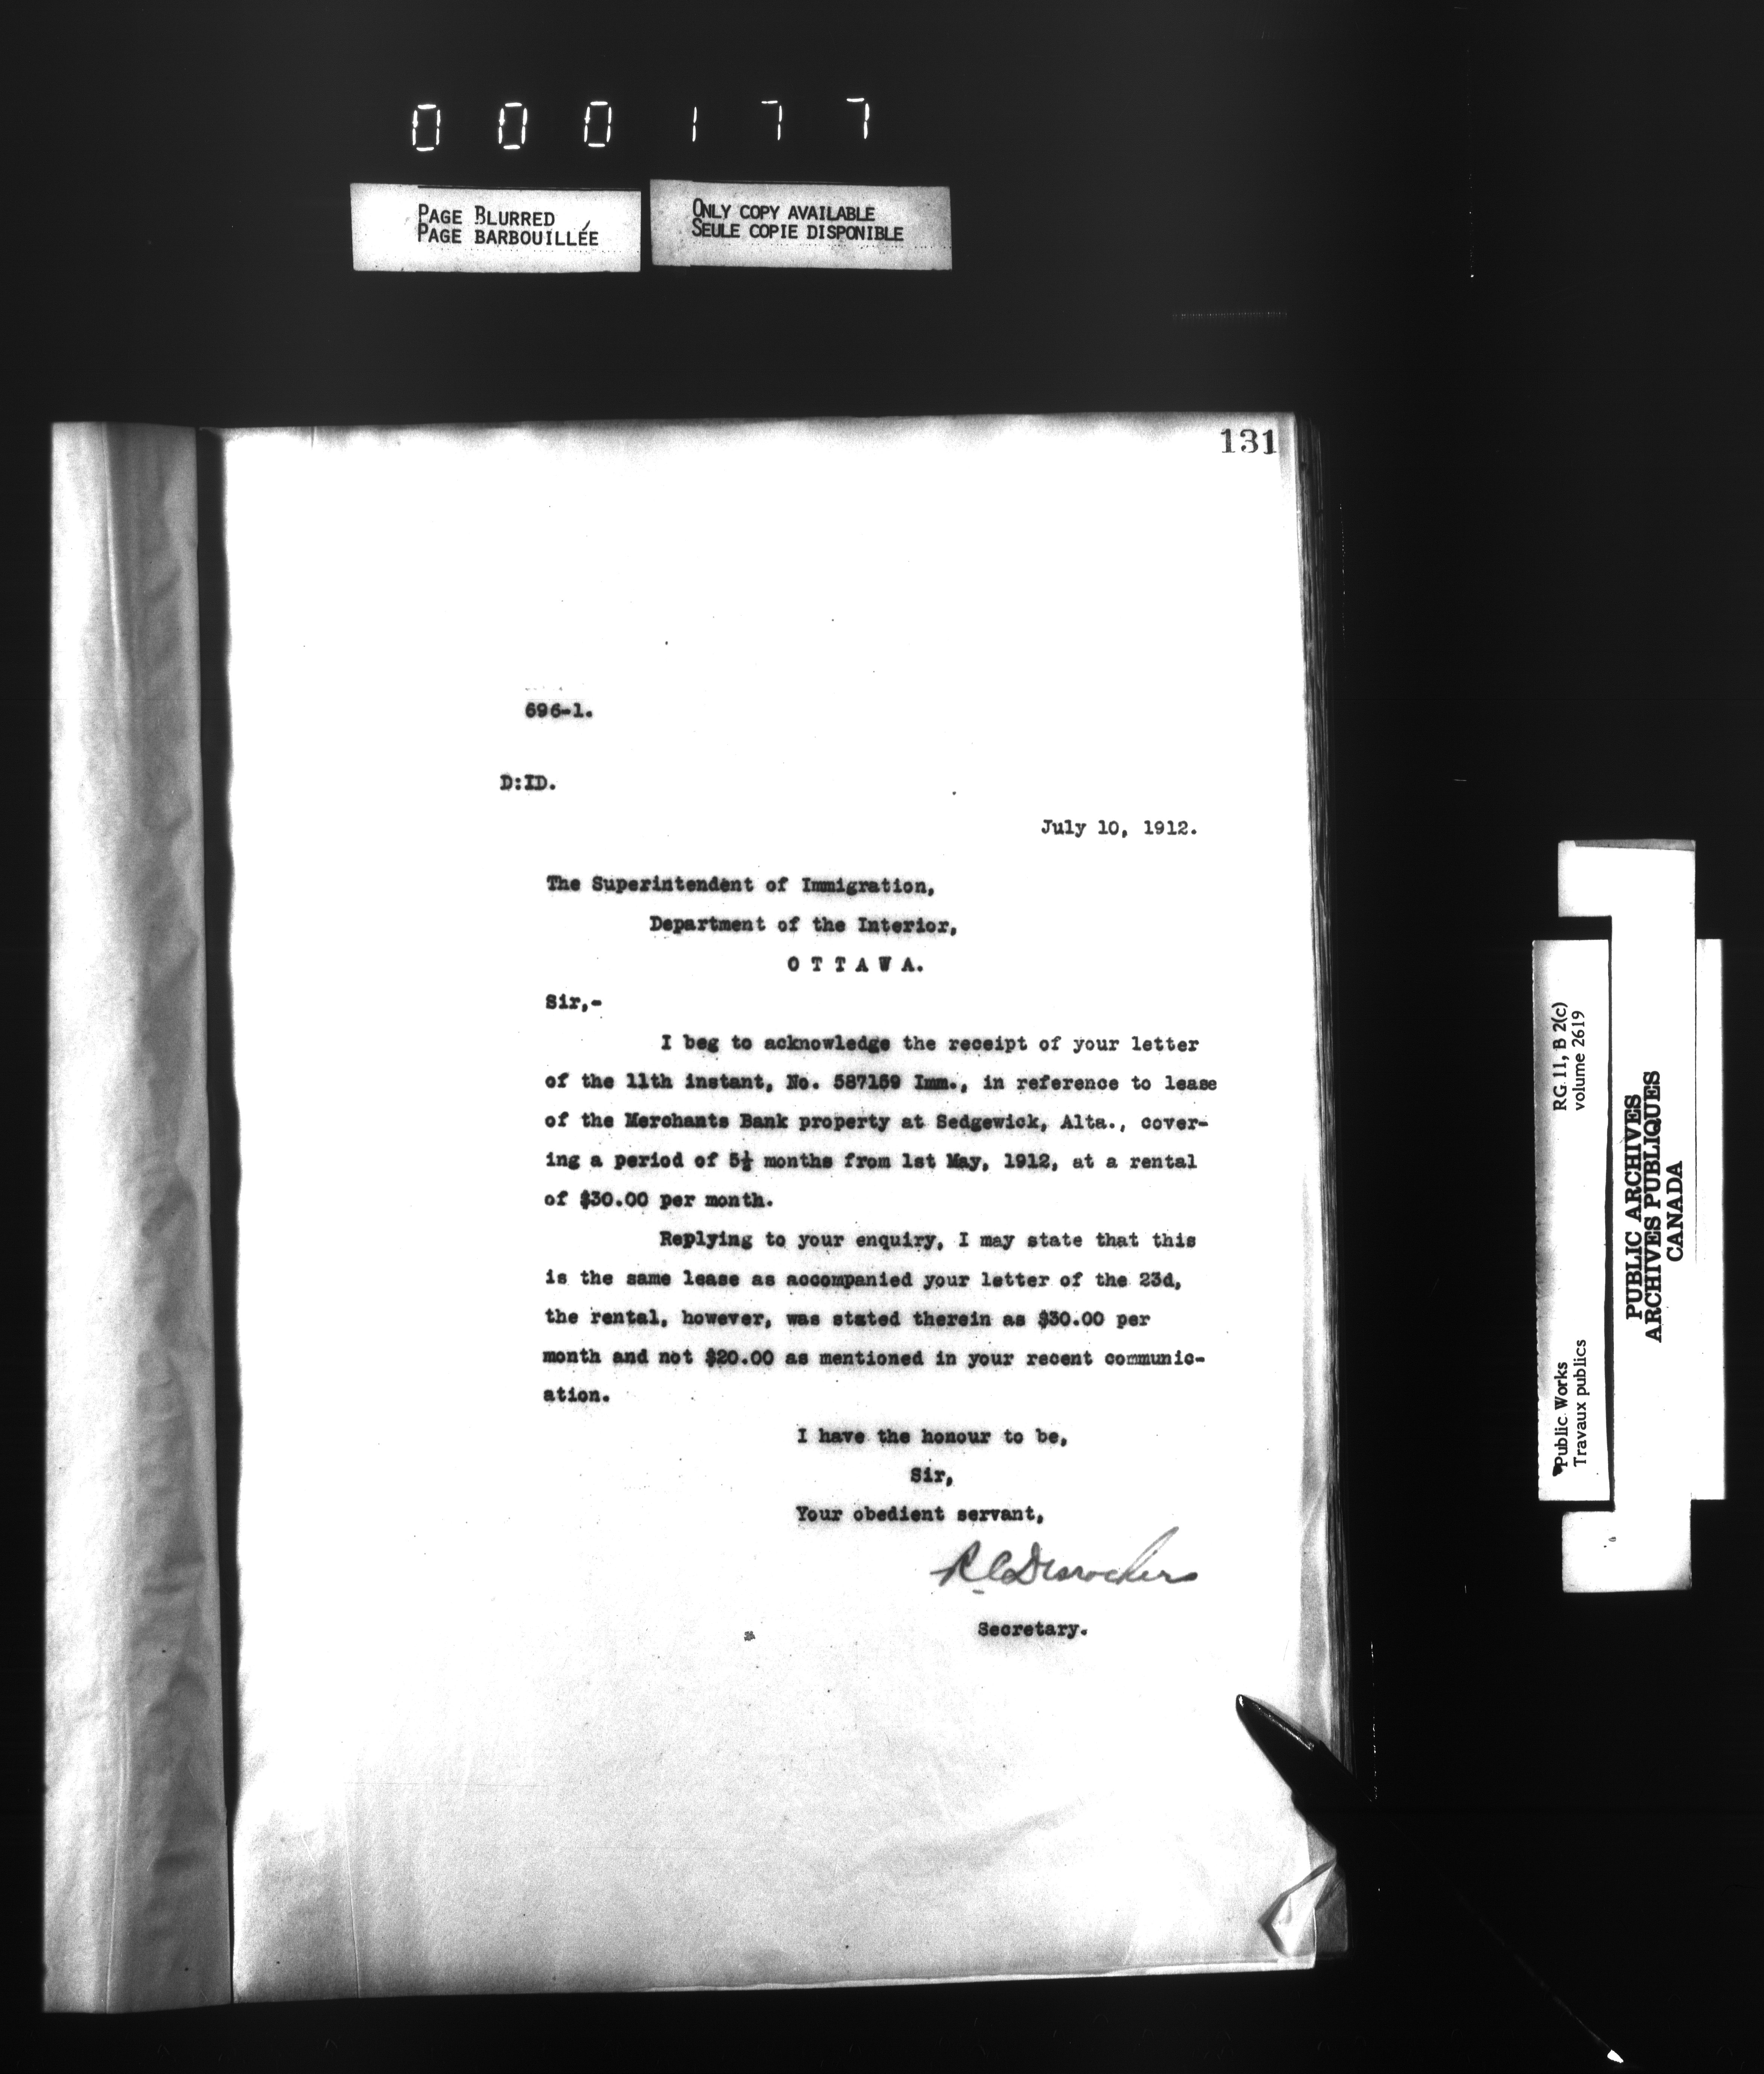 000177
PAGE BLURRED
PAGE BARBOUILLÉE
ONLY COPY AVAILABLE
SEULE COPIE DISPONIBLE
131
696-1.
D:ID.
July 10, 1912.
The Superintendent of Immigration,
Department of the Interior,
O T T A W A.
Sir,-
I beg to acknowledge the receipt of your letter
of the 11th instant, No. 587159 Imm., in reference to lease
of the Merchants Bank property at Sedgewick, Alta., cover-
ing a period of 5½ months from 1st May, 1912, at a rental
of $30.00 per month.
Replying to your enquiry, I may state that this
is the same lease as accompanied your letter of the 23d,
the rental, however, was stated therein as $30.00 per
month and not $20.00 as mentioned in your recent communic-
ation.
I have the honour to be,
Sir,
Your obedient servant,
R C Desrochers
Secretary.
Public Works
Travaux publics
RG 11, B 2(c)
volume 2619
PUBLIC ARCHIVES
ARCHIVES PUBLIQUES
CANADA